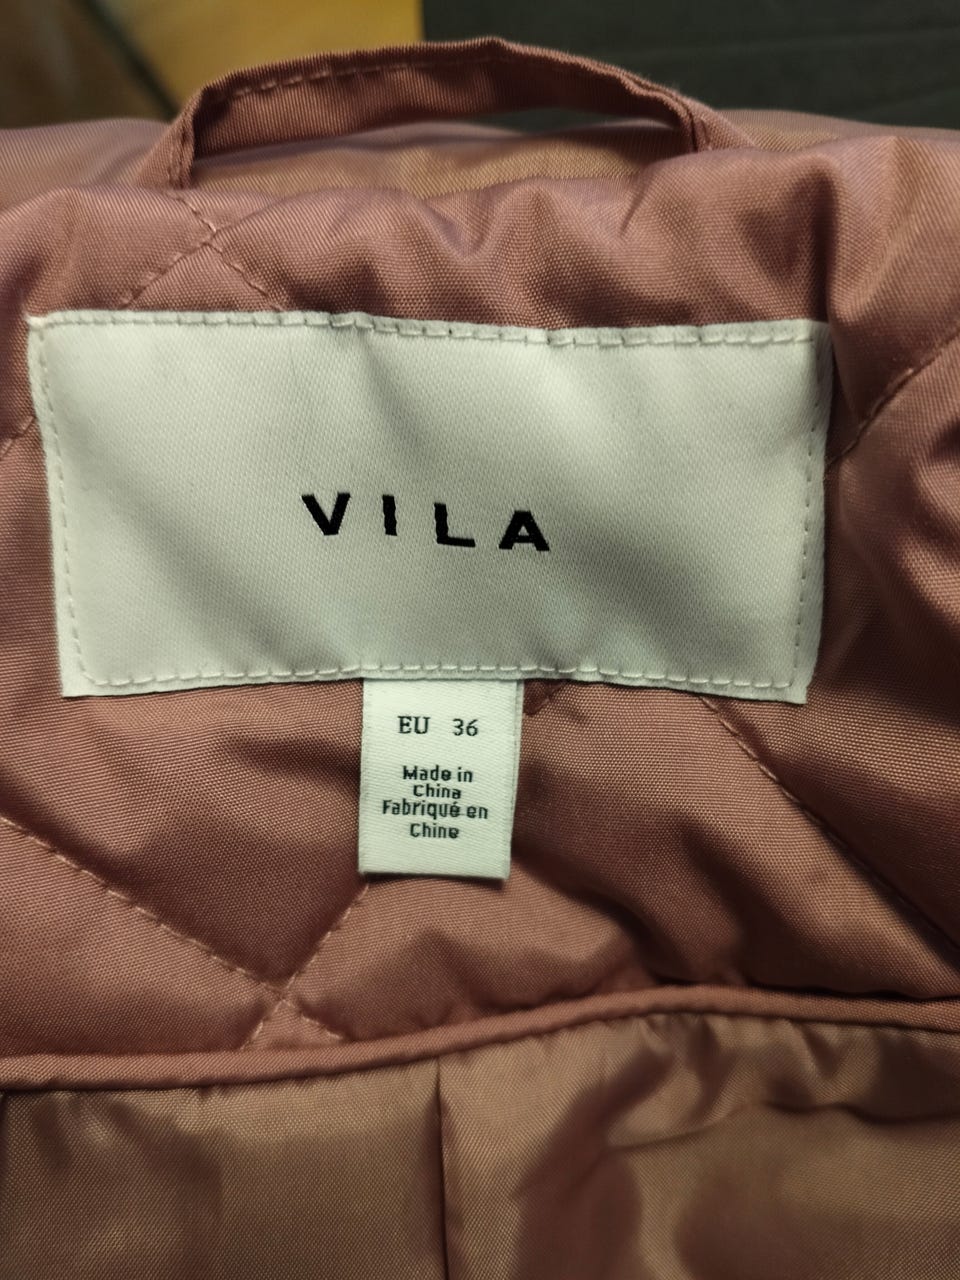 VILA
EU 36
Made in
China
Fabriqué en
Chine